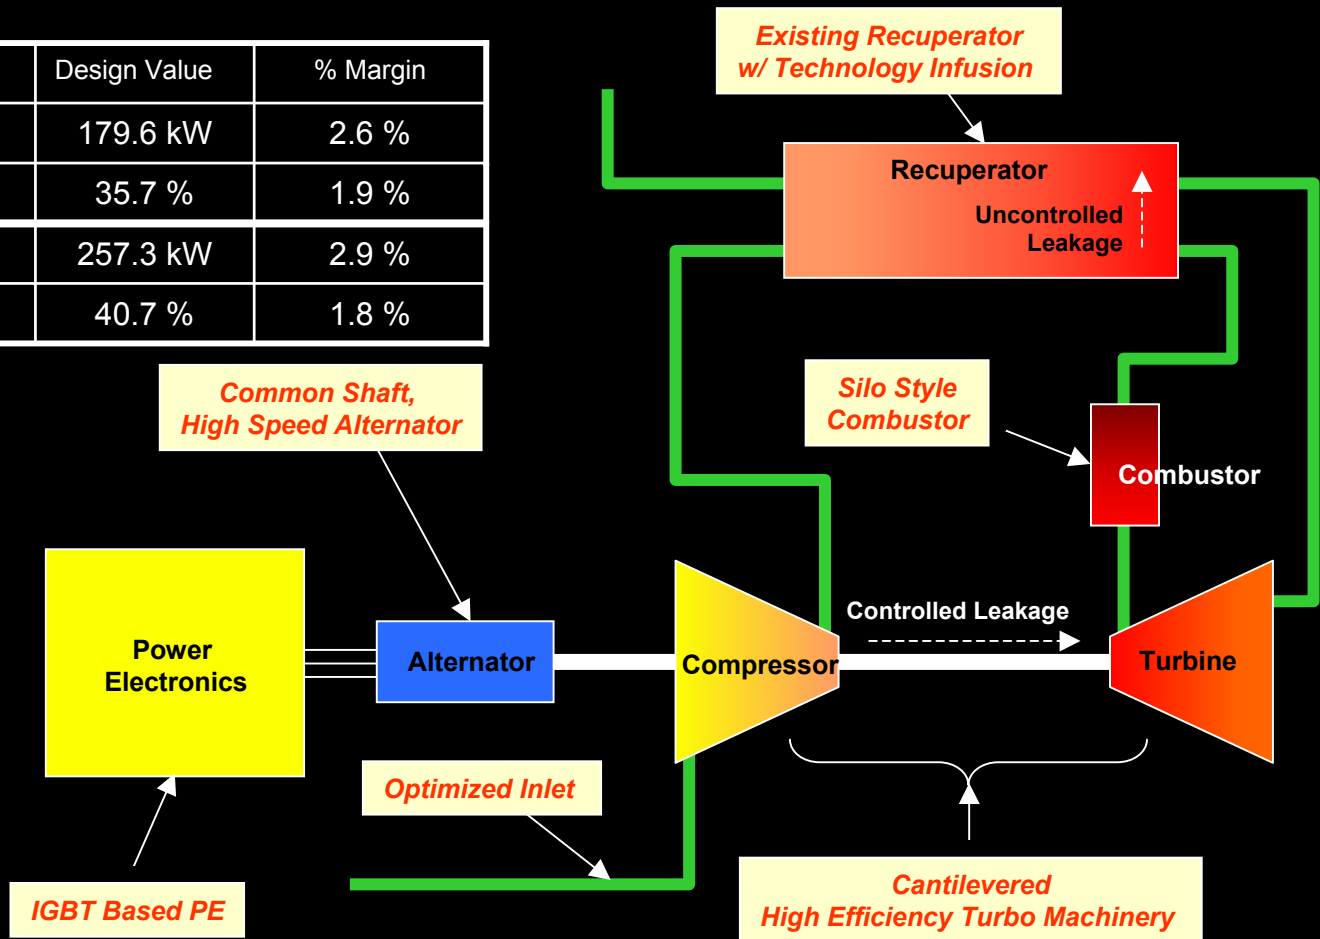 Design Value % Margin
179.6 kW 2.6 %
35.7 % 1.9 %
257.3 kW 2.9 %
40.7 % 1.8 %
Existing Recuperator
w/ Technology Infusion
Recuperator
Uncontrolled
Leakage
Common Shaft,
High Speed Alternator
Silo Style
Combustor
Combustor
Controlled Leakage
Power
Electronics
Alternator
Compressor
Turbine
Optimized Inlet
IGBT Based PE
Cantilevered
High Efficiency Turbo Machinery